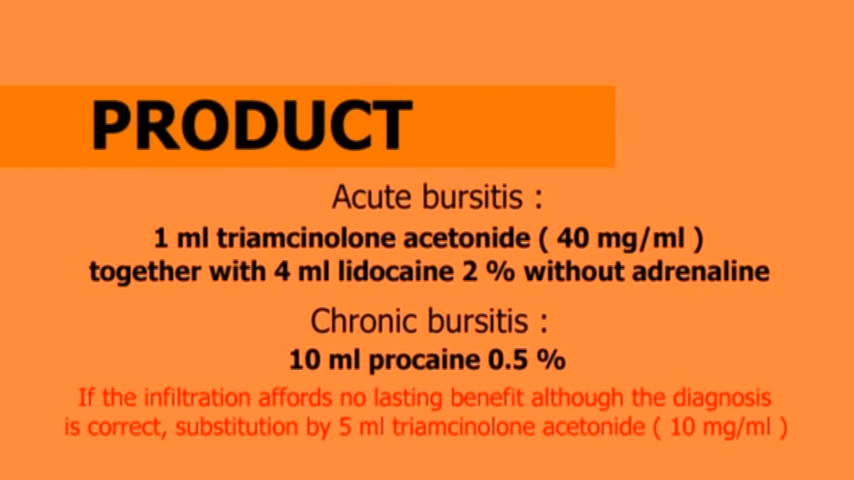 PRODUCT
Acute bursitis :
1 ml triamcinolone acetonide ( 40 mg/ml )
together with 4 ml lidocaine 2 % without adrenaline
Chronic bursitis :
10 ml procaine 0.5 %
If the infiltration affords no lasting benefit although the diagnosis
is correct, substitution by 5 ml triamcinolone acetonide ( 10 mg/ml )